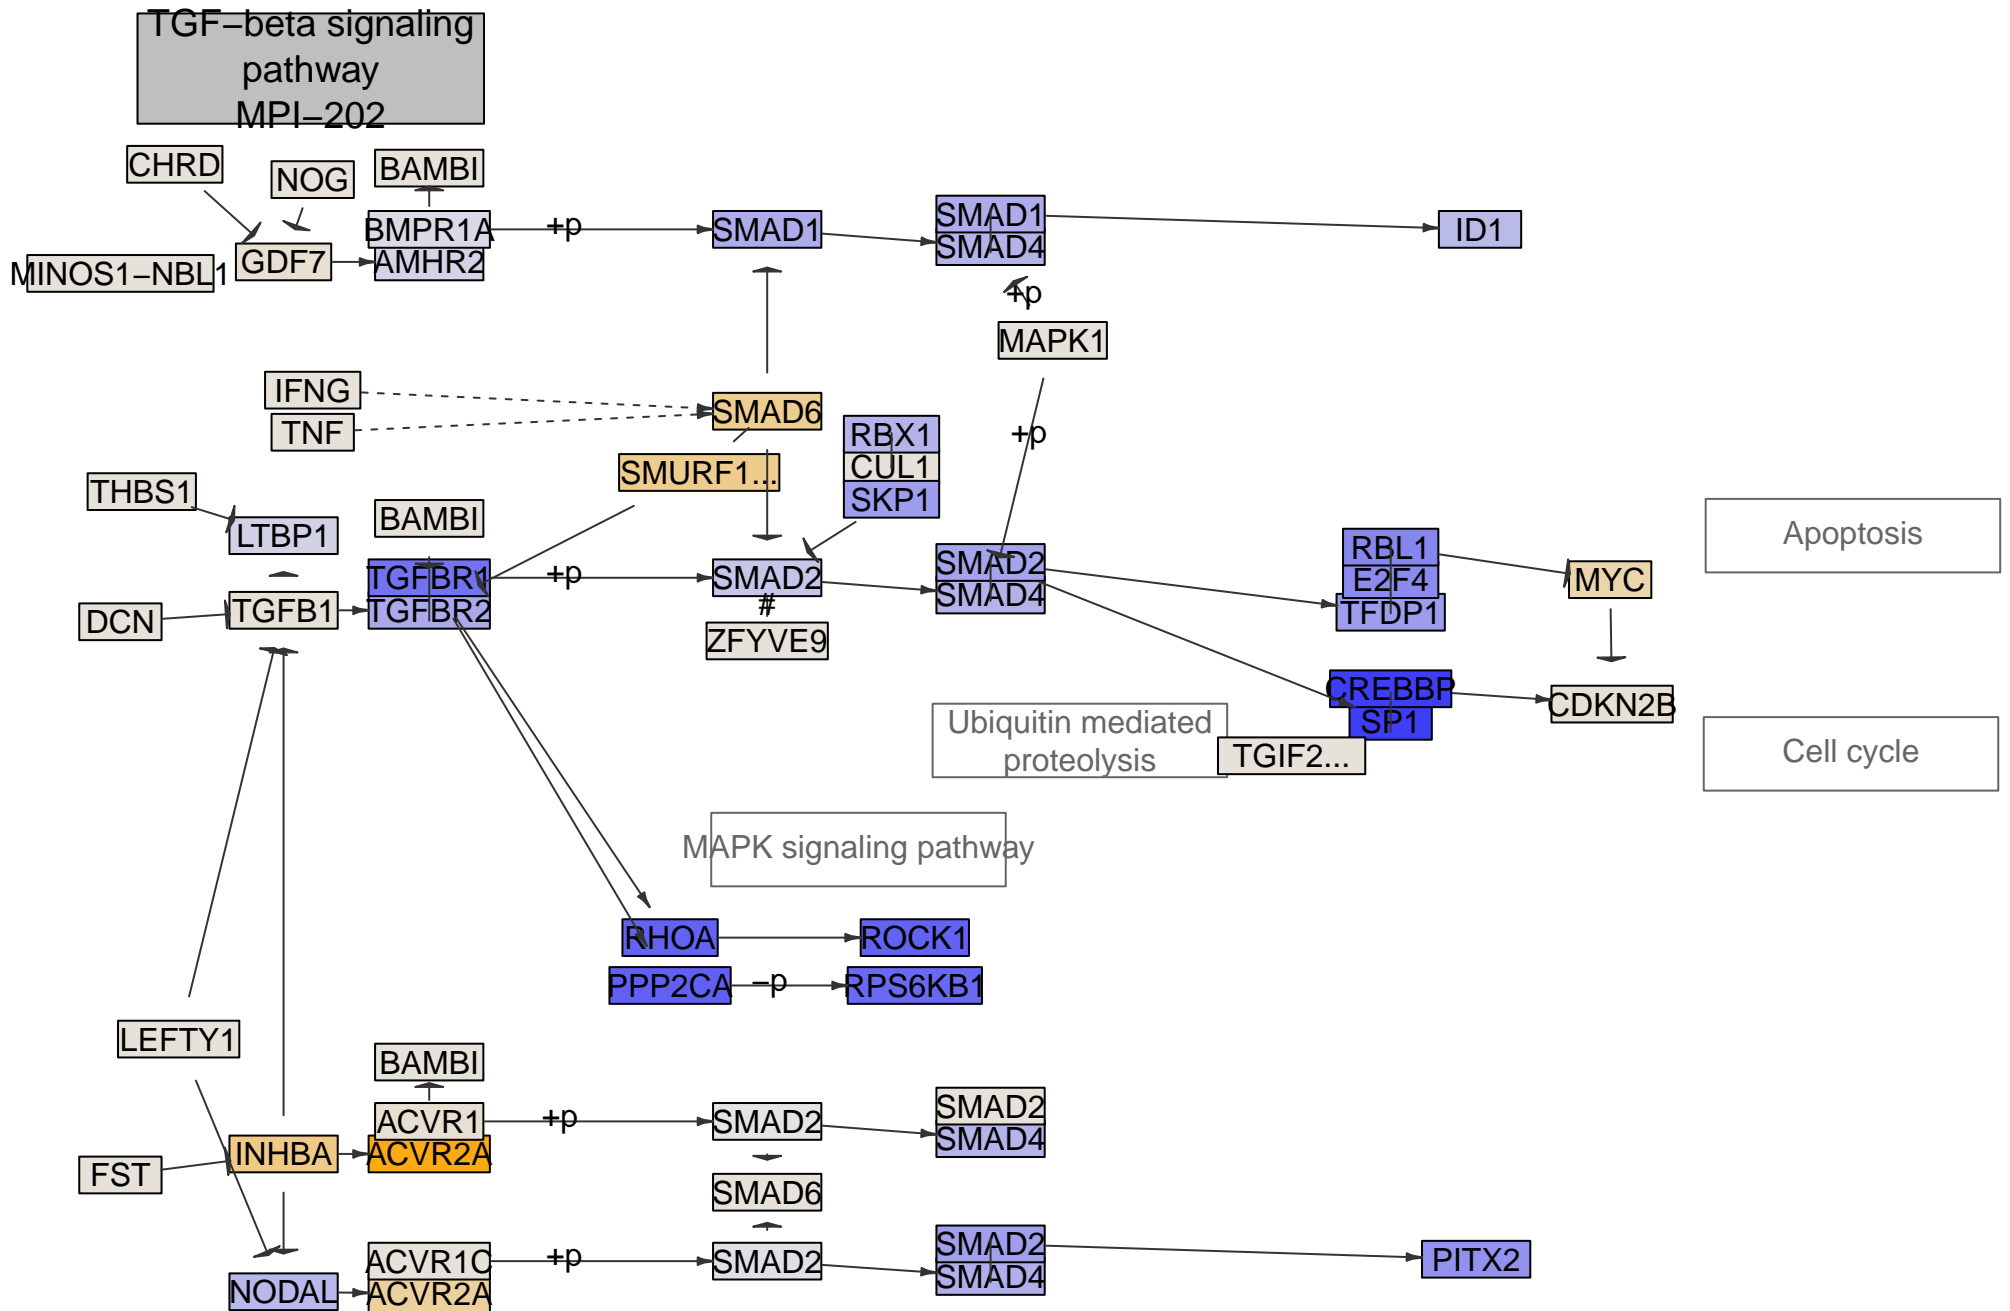 TGF−beta signaling
pathway
MPI−202
CHRD
NOG
BAMBI
BMPR1A
+p
SMAD1
SMAD1
SMAD4
ID1
MINOS1−NBL1
GDF7
AMHR2
+p
MAPK1
IFNG
TNF
SMAD6
+p
RBX1
CUL1
SKP1
SMURF1...
THBS1
LTBP1
BAMBI
TGFBR1
+p
SMAD2
#
ZFYVE9
SMAD2
SMAD4
RBL1
E2F4
TFDP1
MYC
Apoptosis
DCN
TGFB1
TGFBR2
CREBBP
SP1
CDKN2B
Ubiquitin mediated
proteolysis
TGIF2...
Cell cycle
MAPK signaling pathway
RHOA
ROCK1
PPP2CA
−p
RPS6KB1
LEFTY1
BAMBI
ACVR1
+p
SMAD2
SMAD2
SMAD4
INHBA
ACVR2A
FST
SMAD6
ACVR1C
+p
SMAD2
SMAD2
SMAD4
PITX2
NODAL
ACVR2A